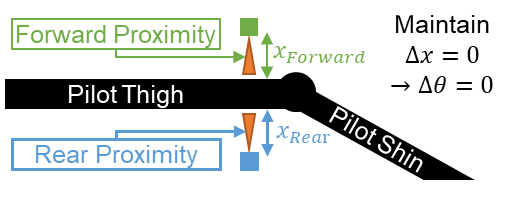 Forward Proximity
x_Forward
Maintain
Δx = 0
→ Δθ = 0
Pilot Thigh
Pilot Shin
Rear Proximity
x_Rear